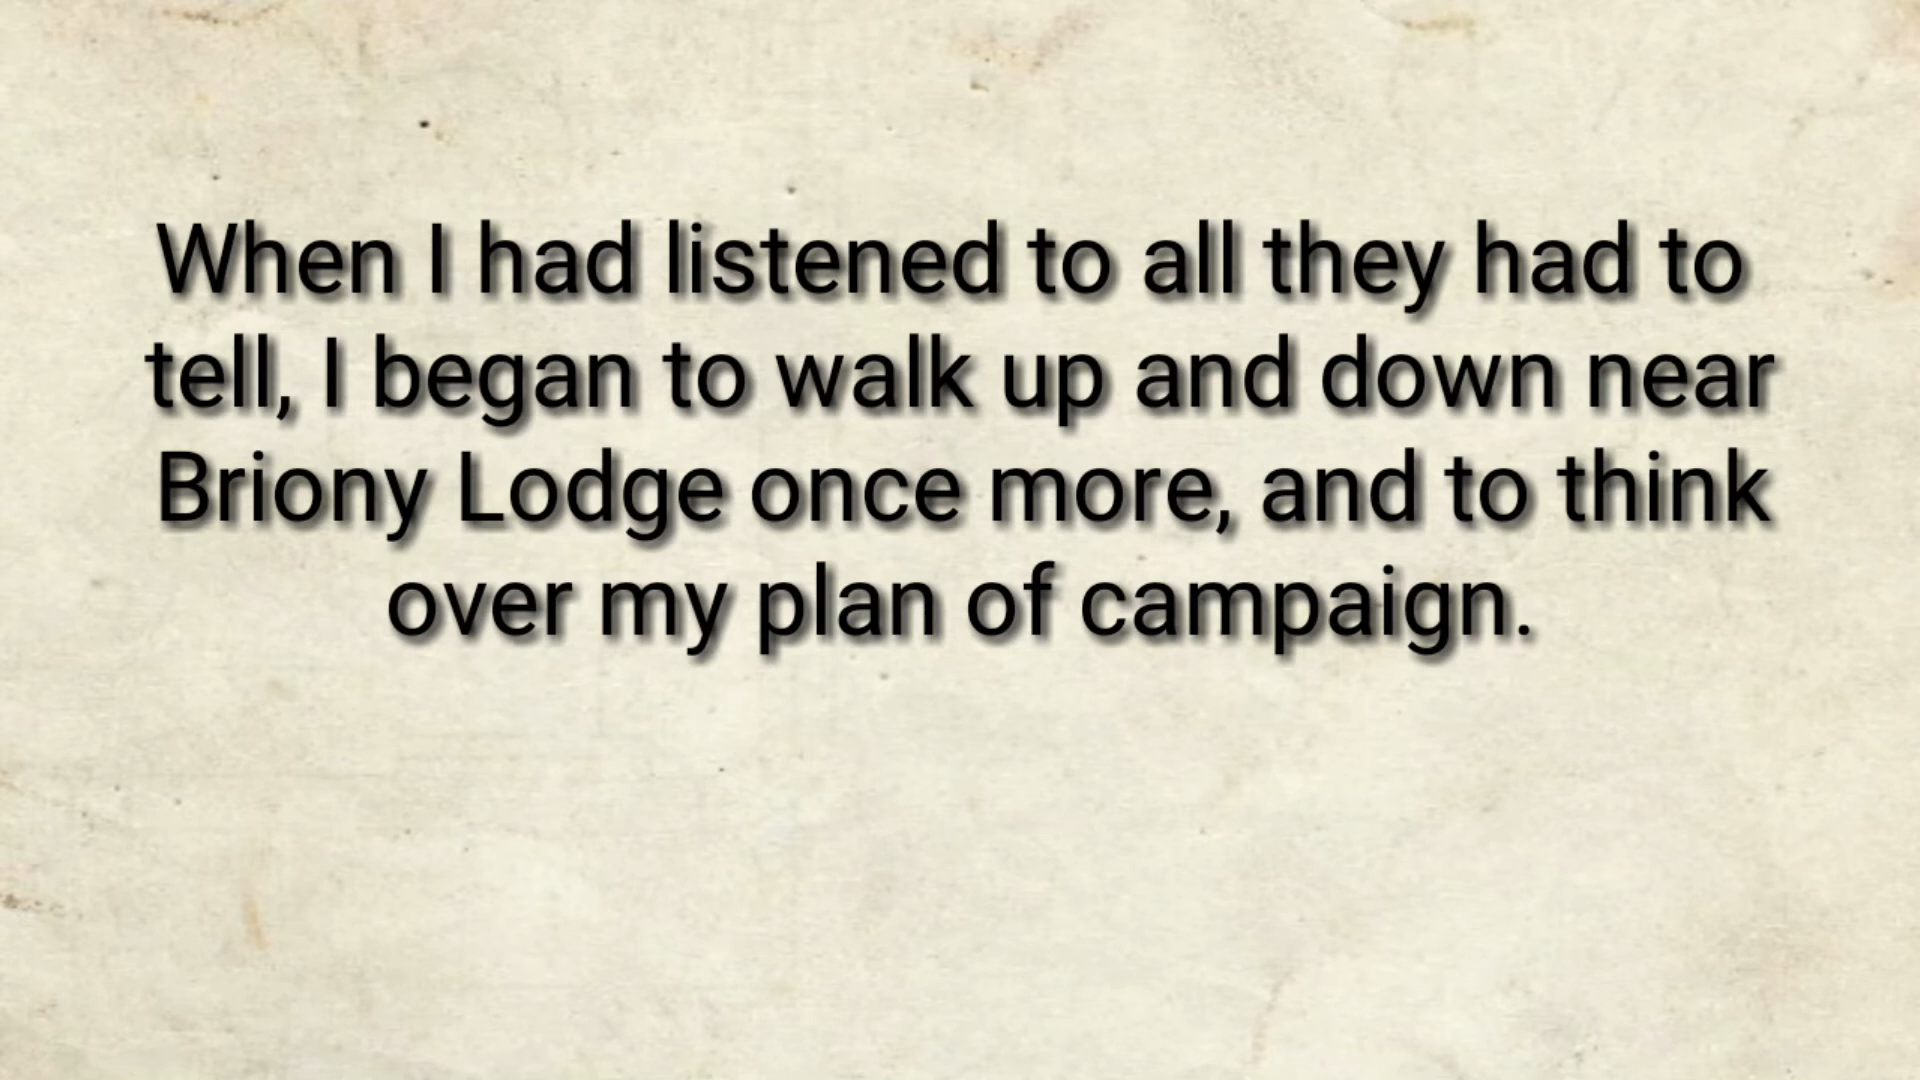 When I had listened to all they had to
tell, I began to walk up and down near
Briony Lodge once more, and to think
over my plan of campaign.